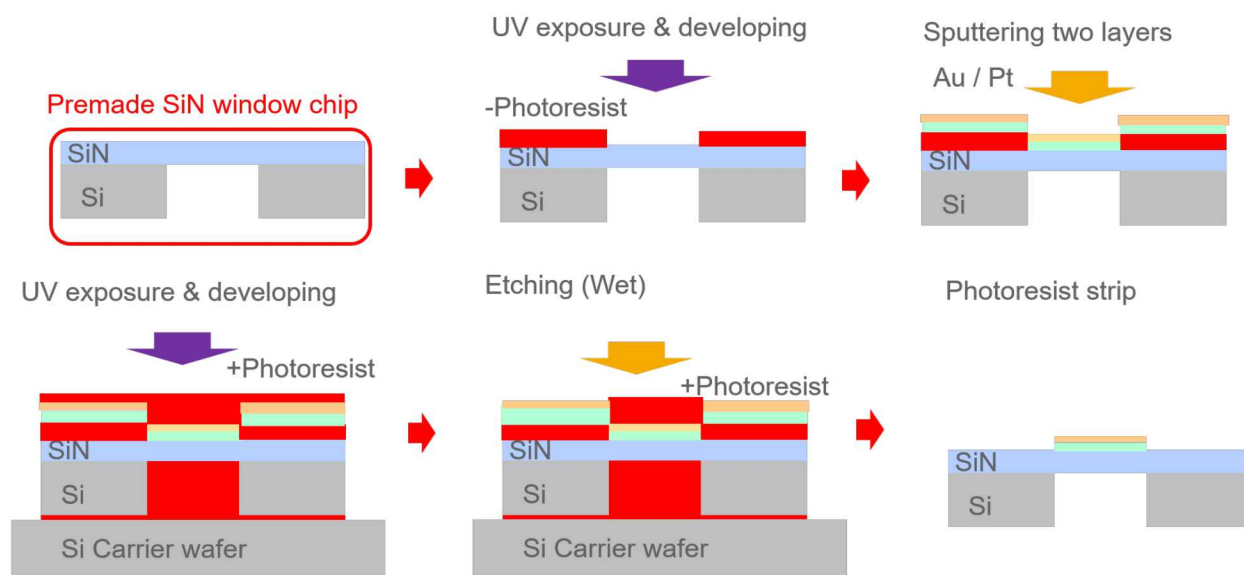 Premade SiN window chip
SiN
Si
UV exposure & developing
-Photoresist
SiN
Si
Sputtering two layers
Au / Pt
SiN
Si
UV exposure & developing
+Photoresist
SiN
Si
Si Carrier wafer
Etching (Wet)
+Photoresist
SiN
Si
Si Carrier wafer
Photoresist strip
SiN
Si